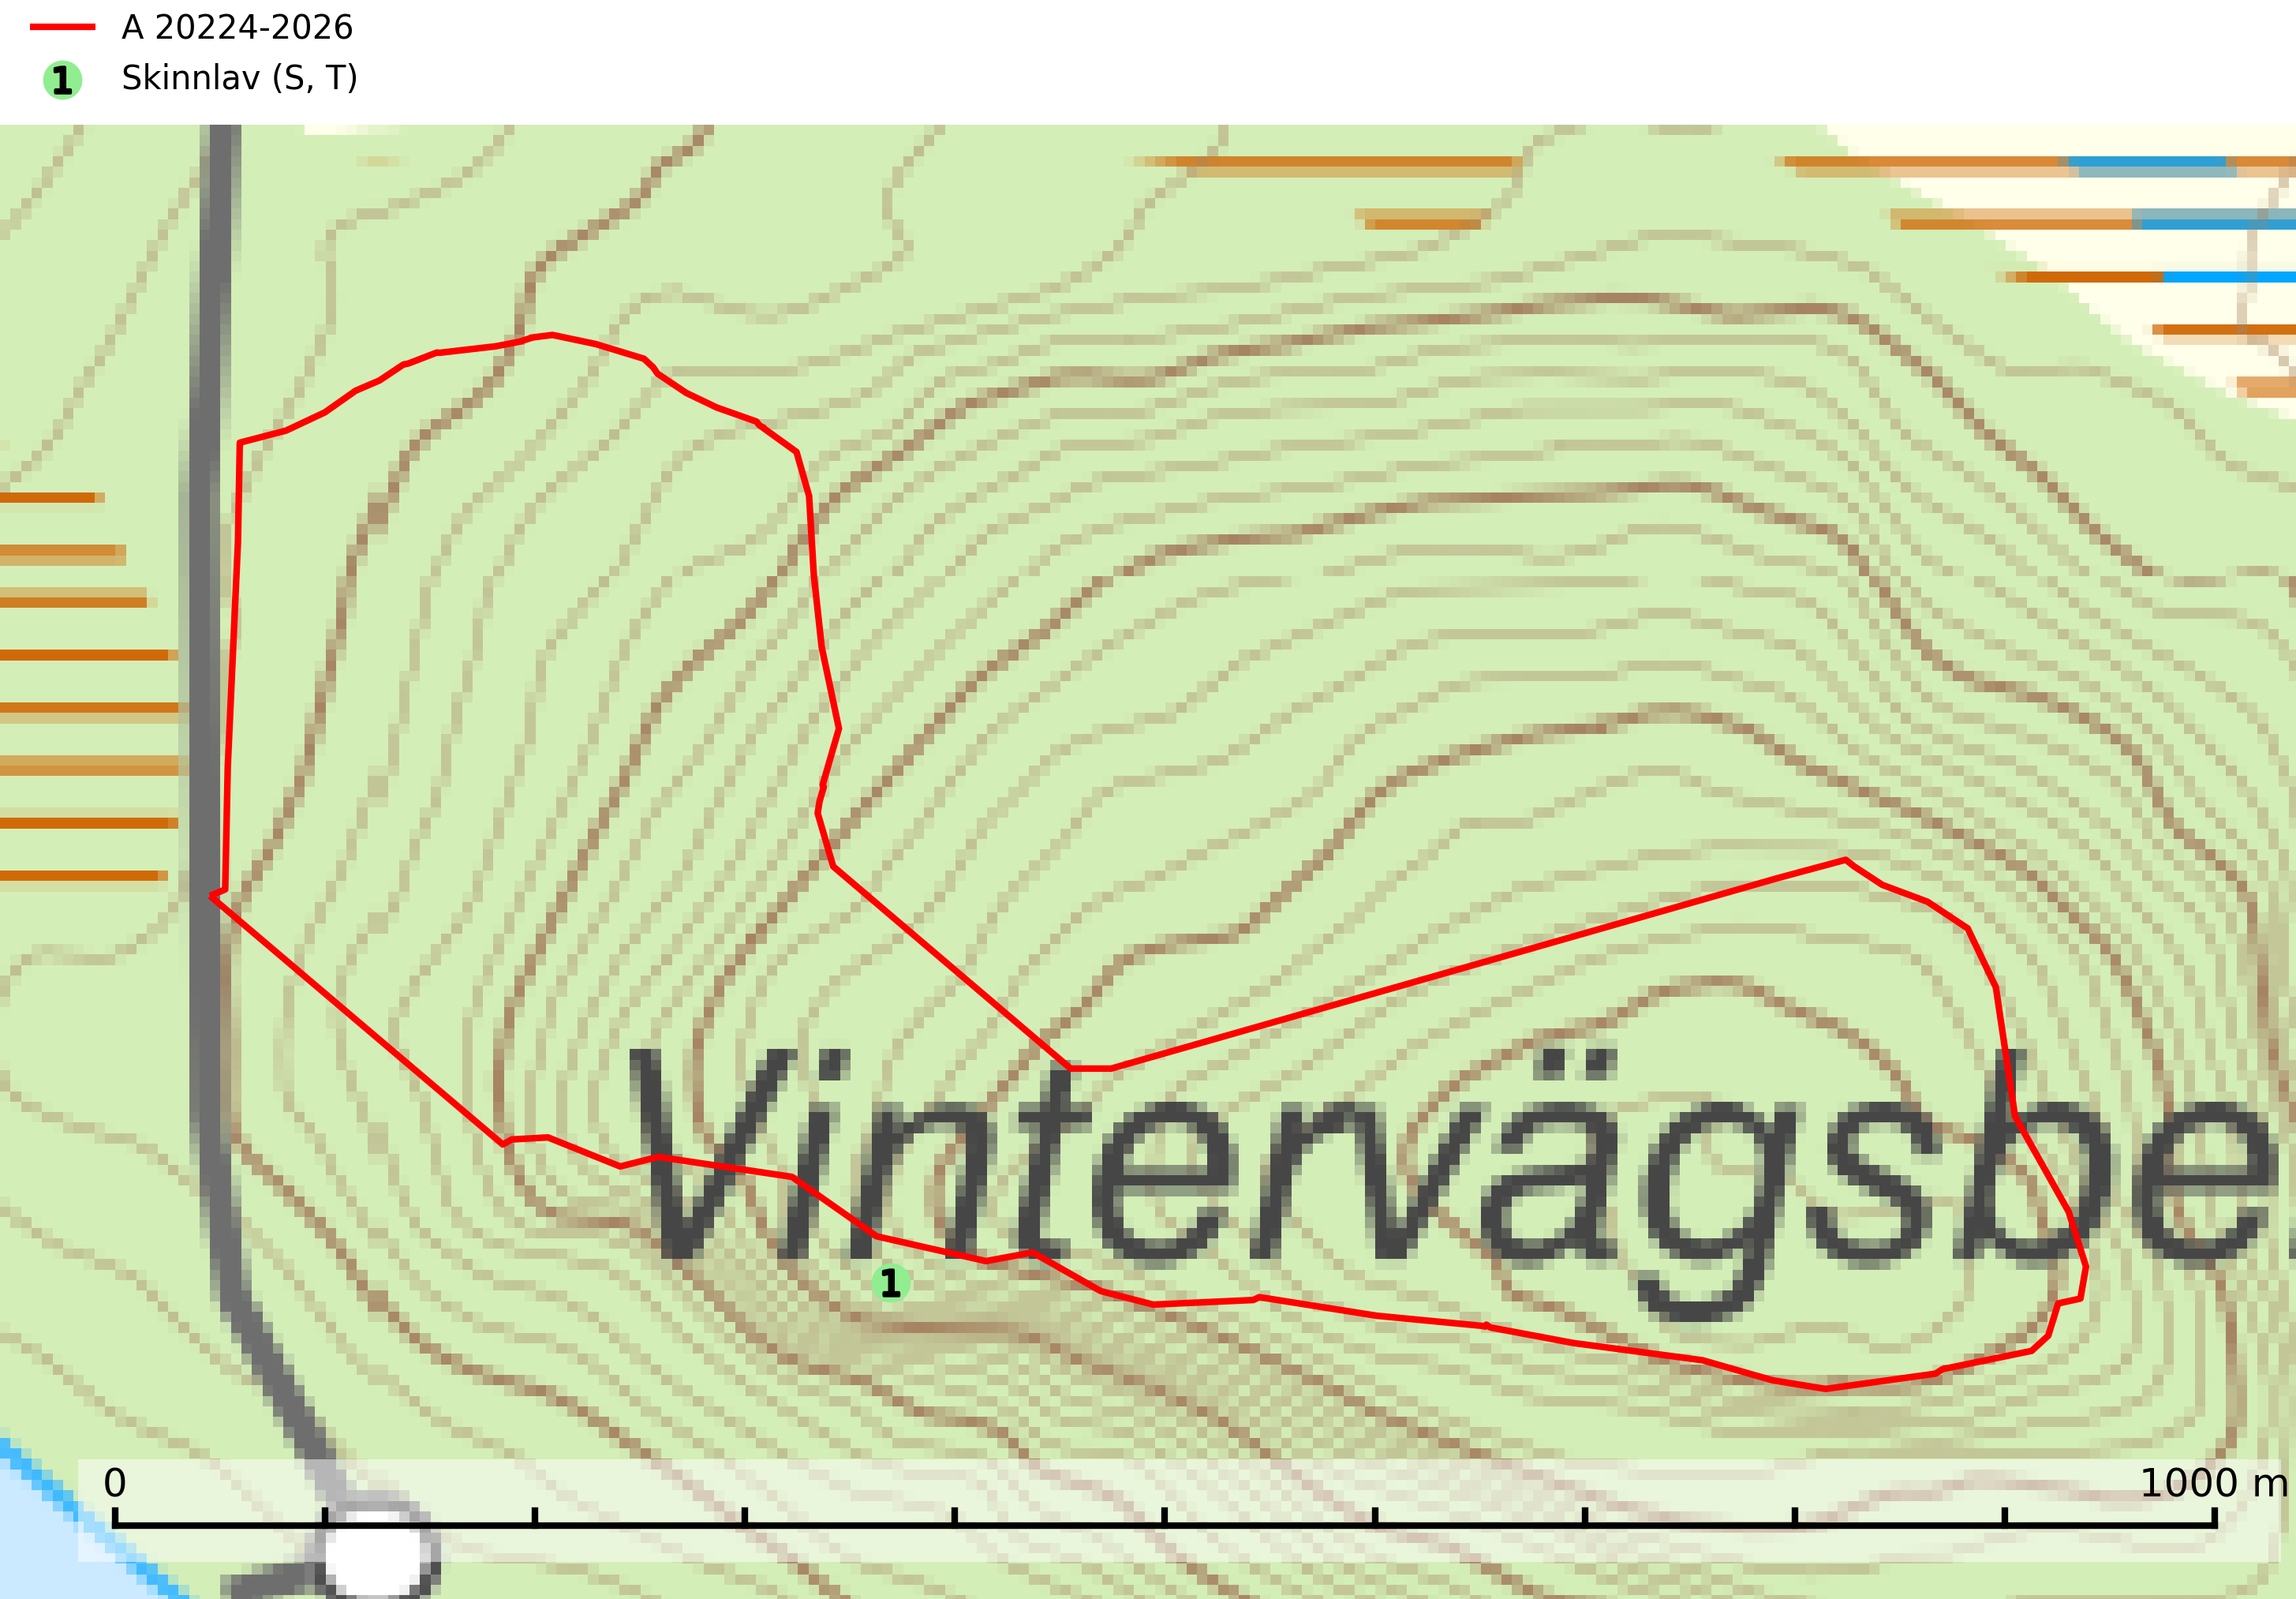 A 20224-2026
1 Skinnlav (S, T)
Vintervägsbe
1
0 1000 m